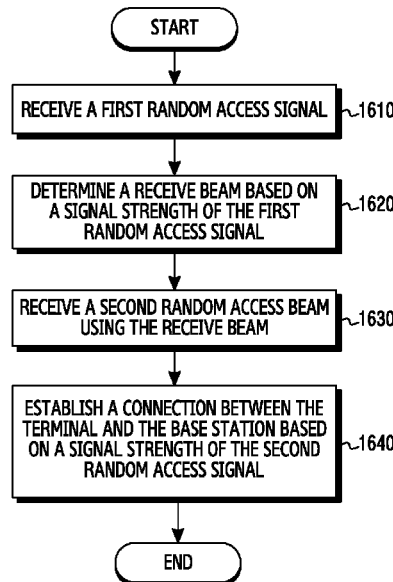 START
RECEIVE A FIRST RANDOM ACCESS SIGNAL
1610
DETERMINE A RECEIVE BEAM BASED ON
A SIGNAL STRENGTH OF THE FIRST
RANDOM ACCESS SIGNAL
1620
RECEIVE A SECOND RANDOM ACCESS BEAM
USING THE RECEIVE BEAM
1630
ESTABLISH A CONNECTION BETWEEN THE
TERMINAL AND THE BASE STATION BASED
ON A SIGNAL STRENGTH OF THE SECOND
RANDOM ACCESS SIGNAL
1640
END